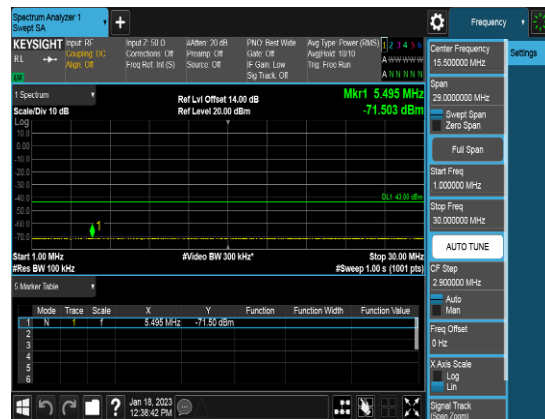 Spectrum Analyzer 1
Swept SA
+
Frequency
KEYSIGHT
Input: RF
Coupling: DC
Align: Off
Input Z: 50 Ω
Corrections: Off
Freq Ref: Int (S)
#Atten: 20 dB
Preamp: Off
Source: Off
PNO: Best Wide
Gate: Off
IF Gain: Low
Sig Track: Off
Avg Type: Power (RMS)
Avg|Hold: 10/10
Trig: Free Run
1 2 3 4 5 6
A W W W W W
A N N N N N
R L
LXI
1 Spectrum
Scale/Div 10 dB
Log
Ref Lvl Offset 14.00 dB
Ref Level 20.00 dBm
Mkr1 5.495 MHz
-71.503 dBm
10.0
0.00
-10.0
-20.0
-30.0
-40.0
-50.0
-60.0
-70.0
DL1 -43.00 dBm
1
Start 1.00 MHz
#Res BW 100 kHz
#Video BW 300 kHz*
Stop 30.00 MHz
#Sweep 1.00 s (1001 pts)
5 Marker Table
Mode Trace Scale X Y Function Function Width Function Value
1 N 1 f 5.495 MHz -71.50 dBm
2
3
4
5
6
?
Jan 18, 2023
12:38:42 PM
Center Frequency
15.500000 MHz
Settings
Span
29.0000000 MHz
Swept Span
Zero Span
Full Span
Start Freq
1.000000 MHz
Stop Freq
30.000000 MHz
AUTO TUNE
CF Step
2.900000 MHz
Auto
Man
Freq Offset
0 Hz
X Axis Scale
Log
Lin
Signal Track
(Span Zoom)